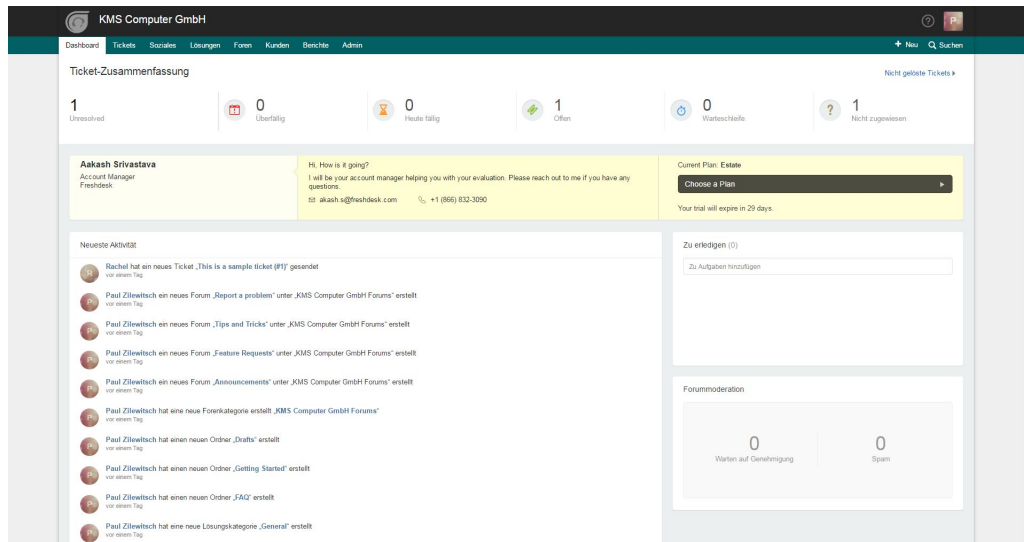 KMS Computer GmbH
Dashboard Tickets Soziales Lösungen Foren Kunden Berichte Admin + Neu Suchen
Ticket-Zusammenfassung
Nicht gelöste Tickets
1
Unresolved
0
Überfällig
0
Heute fällig
1
Offen
0
Warteschleife
1
Nicht zugewiesen
Aakash Srivastava
Account Manager
Freshdesk
Hi, How is it going?
I will be your account manager helping you with your evaluation. Please reach out to me if you have any
questions.
akash.s@freshdesk.com +1 (866) 832-3090
Current Plan: Estate
Choose a Plan
Your trial will expire in 29 days.
Neueste Aktivität
R
Rachel hat ein neues Ticket „This is a sample ticket (#1)“ gesendet
vor einem Tag
P
Paul Zilewitsch ein neues Forum „Report a problem“ unter „KMS Computer GmbH Forums“ erstellt
vor einem Tag
P
Paul Zilewitsch ein neues Forum „Tips and Tricks“ unter „KMS Computer GmbH Forums“ erstellt
vor einem Tag
P
Paul Zilewitsch ein neues Forum „Feature Requests“ unter „KMS Computer GmbH Forums“ erstellt
vor einem Tag
P
Paul Zilewitsch ein neues Forum „Announcements“ unter „KMS Computer GmbH Forums“ erstellt
vor einem Tag
P
Paul Zilewitsch hat eine neue Forenkategorie erstellt „KMS Computer GmbH Forums“
vor einem Tag
P
Paul Zilewitsch hat einen neuen Ordner „Drafts“ erstellt
vor einem Tag
P
Paul Zilewitsch hat einen neuen Ordner „Getting Started“ erstellt
vor einem Tag
P
Paul Zilewitsch hat einen neuen Ordner „FAQ“ erstellt
vor einem Tag
P
Paul Zilewitsch hat eine neue Lösungskategorie „General“ erstellt
vor einem Tag
Zu erledigen (0)
Zu Aufgaben hinzufügen
Forummoderation
0
Warten auf Genehmigung
0
Spam